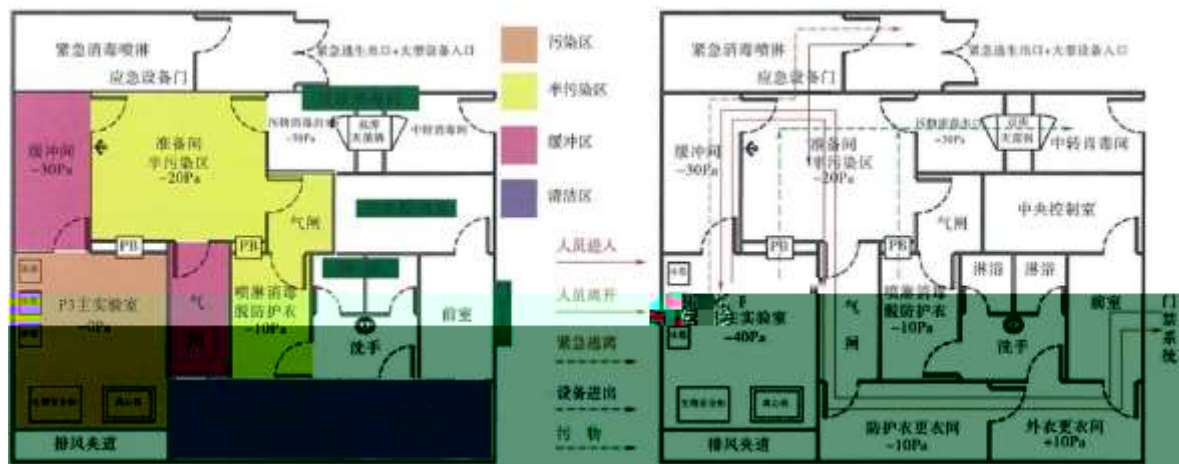 紧急消毒喷淋
应急设备门
紧急逃生出口+大型设备入口
污物消毒出口
-30Pa
中转消毒间
缓冲间
-30Pa
准备间
半污染区
-20Pa
气闸
PB
PB
P3主实验室
气
闸
喷淋消毒
脱防护衣
-10Pa
洗手
前室
排风夹道
污染区
半污染区
缓冲区
清洁区
人员进入
人员离开
紧急逃离
设备进出
污 物
紧急消毒喷淋
应急设备门
紧急逃生出口+大型设备入口
缓冲间
-30Pa
准备间
半污染区
-20Pa
污物消毒出口
-30Pa
中转消毒间
气闸
中央控制室
PB
PB
淋浴
淋浴
主实验室
-40Pa
气
闸
喷淋消毒
脱防护衣
-10Pa
洗手
前室
门禁系统
排风夹道
防护衣更衣间
-10Pa
外衣更衣间
+10Pa